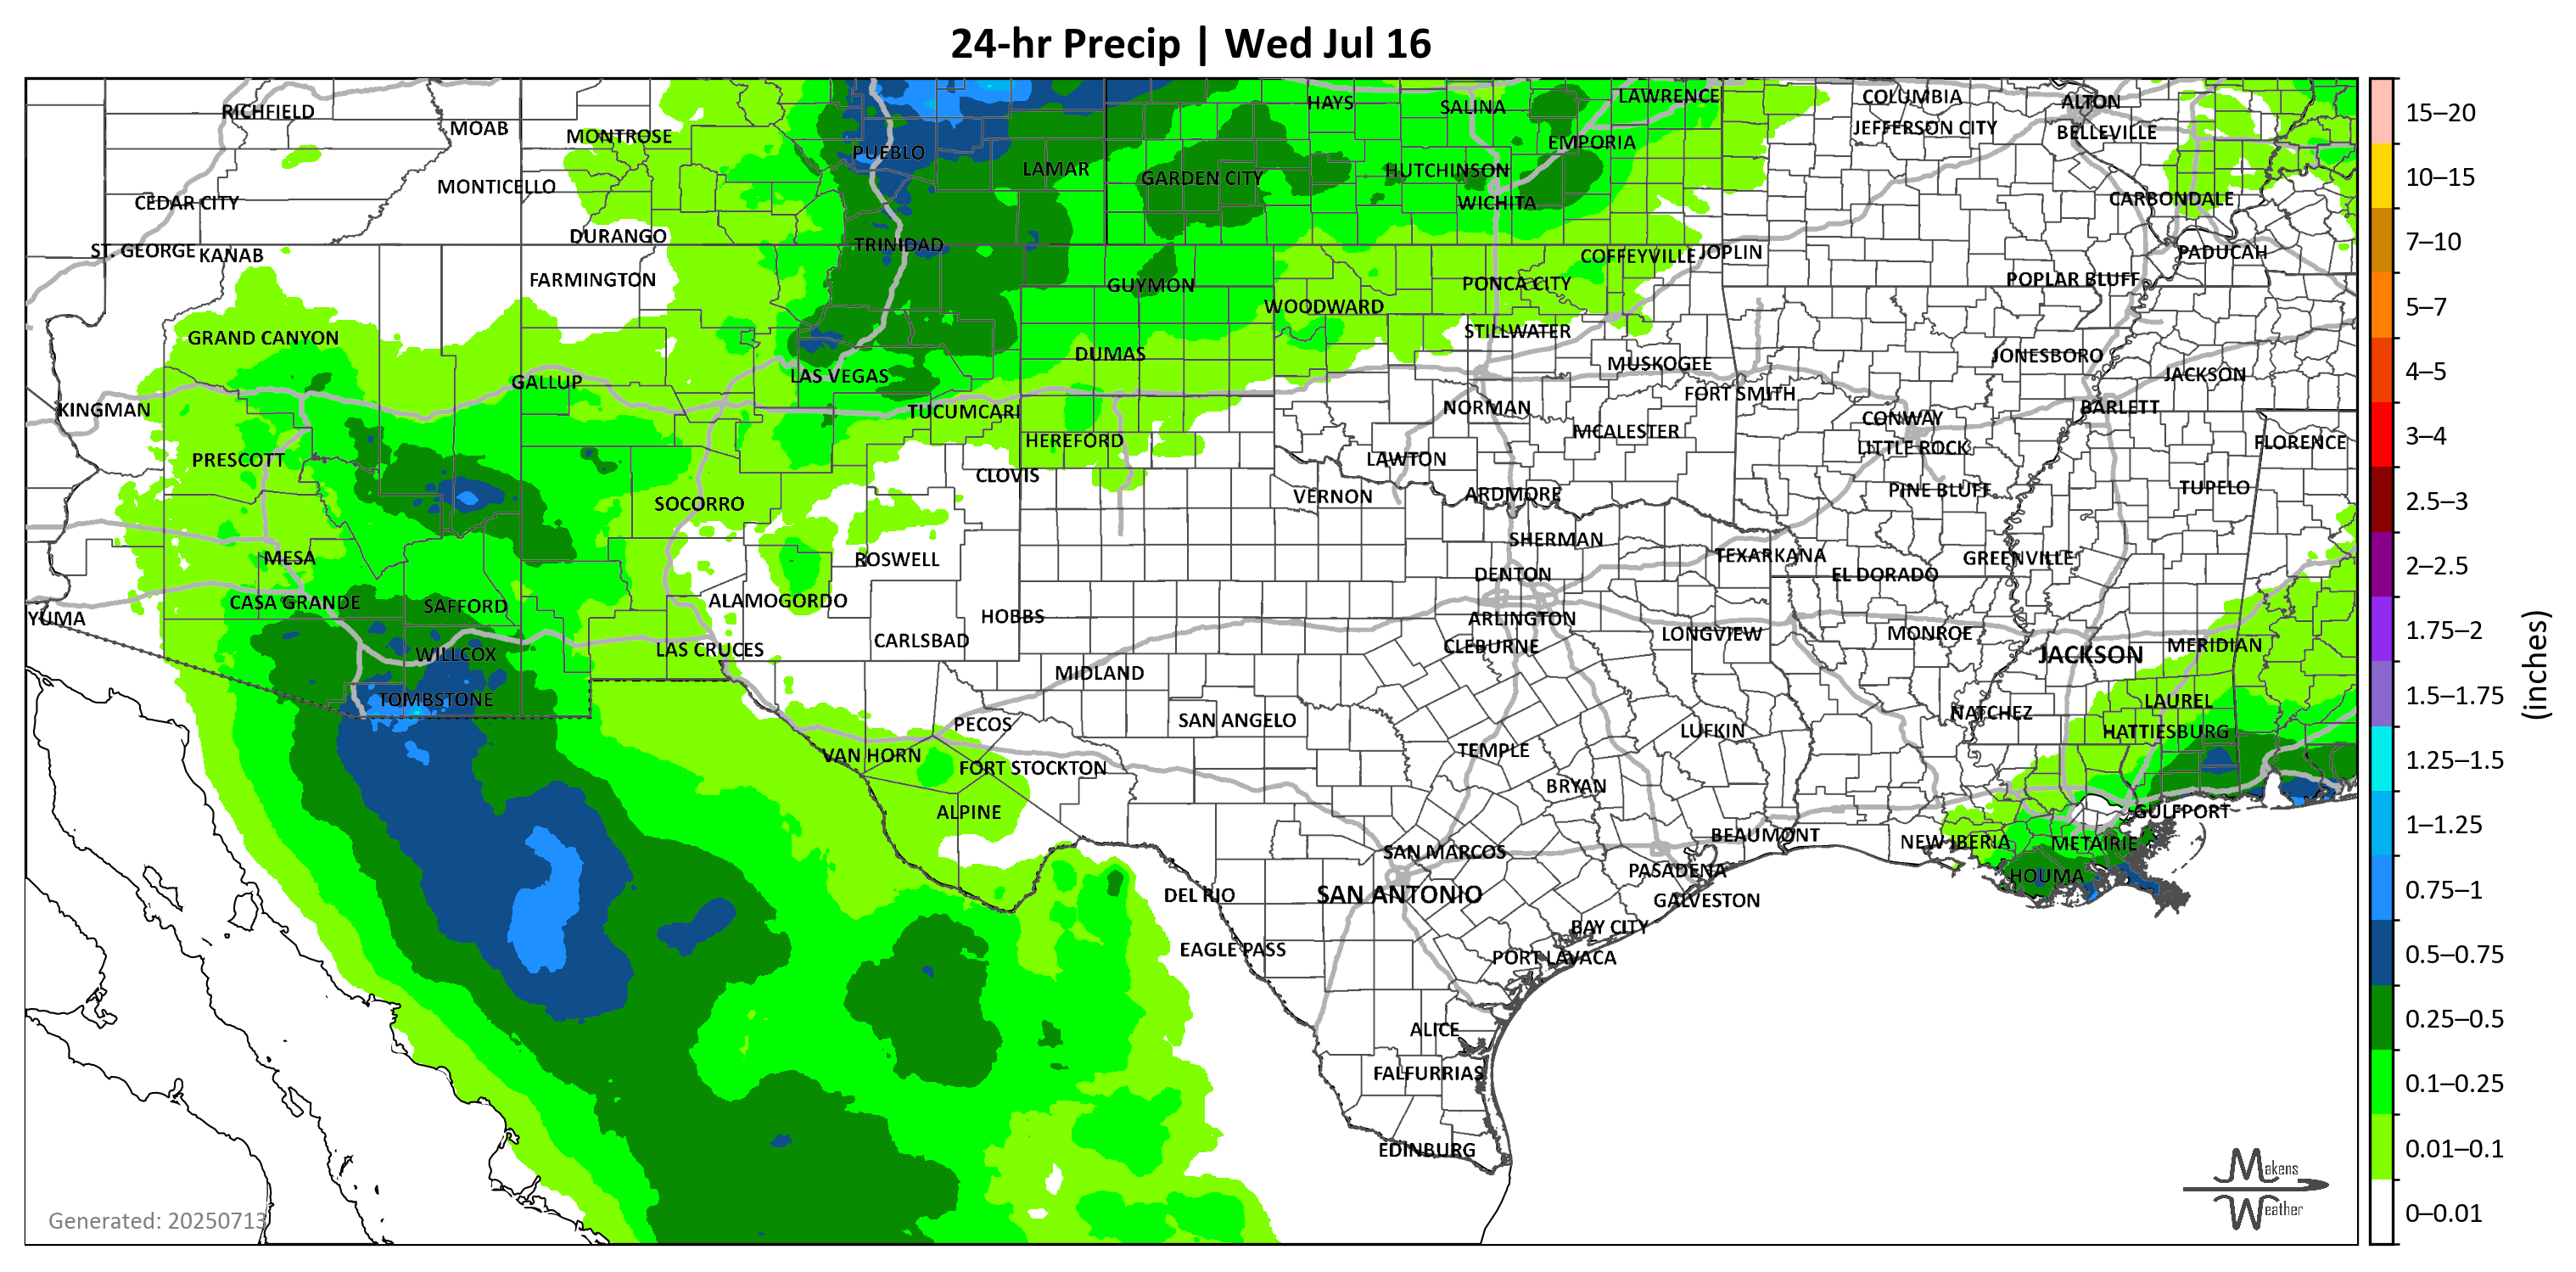 24-hr Precip | Wed Jul 16
RICHFIELD
MOAB
MONTROSE
PUEBLO
LAMAR
HAYS
SALINA
LAWRENCE
COLUMBIA
ALTON
JEFFERSON CITY
BELLEVILLE
EMPORIA
GARDEN CITY
HUTCHINSON
MONTICELLO
CEDAR CITY
WICHITA
CARBONDALE
DURANGO
TRINIDAD
ST. GEORGE
KANAB
COFFEYVILLE
JOPLIN
PADUCAH
FARMINGTON
GUYMON
PONCA CITY
POPLAR BLUFF
WOODWARD
GRAND CANYON
STILLWATER
DUMAS
JONESBORO
MUSKOGEE
GALLUP
LAS VEGAS
JACKSON
FORT SMITH
KINGMAN
TUCUMCARI
NORMAN
BARLETT
CONWAY
HEREFORD
MCALESTER
LITTLE ROCK
FLORENCE
PRESCOTT
LAWTON
CLOVIS
SOCORRO
VERNON
ARDMORE
PINE BLUFF
TUPELO
MESA
ROSWELL
SHERMAN
TEXARKANA
GREENVILLE
DENTON
EL DORADO
CASA GRANDE
SAFFORD
ALAMOGORDO
YUMA
HOBBS
ARLINGTON
CARLSBAD
LONGVIEW
MONROE
WILLCOX
LAS CRUCES
CLEBURNE
JACKSON
MERIDIAN
MIDLAND
TOMBSTONE
LAUREL
PECOS
SAN ANGELO
NATCHEZ
LUFKIN
HATTIESBURG
VAN HORN
FORT STOCKTON
TEMPLE
BRYAN
ALPINE
GULFPORT
BEAUMONT
NEW IBERIA
METAIRIE
SAN MARCOS
PASADENA
HOUMA
DEL RIO
SAN ANTONIO
GALVESTON
BAY CITY
EAGLE PASS
PORT LAVACA
ALICE
FALFURRIAS
EDINBURG
Generated: 20250713
Makens
Weather
15–20
10–15
7–10
5–7
4–5
3–4
2.5–3
2–2.5
1.75–2
1.5–1.75
1.25–1.5
1–1.25
0.75–1
0.5–0.75
0.25–0.5
0.1–0.25
0.01–0.1
0–0.01
(inches)